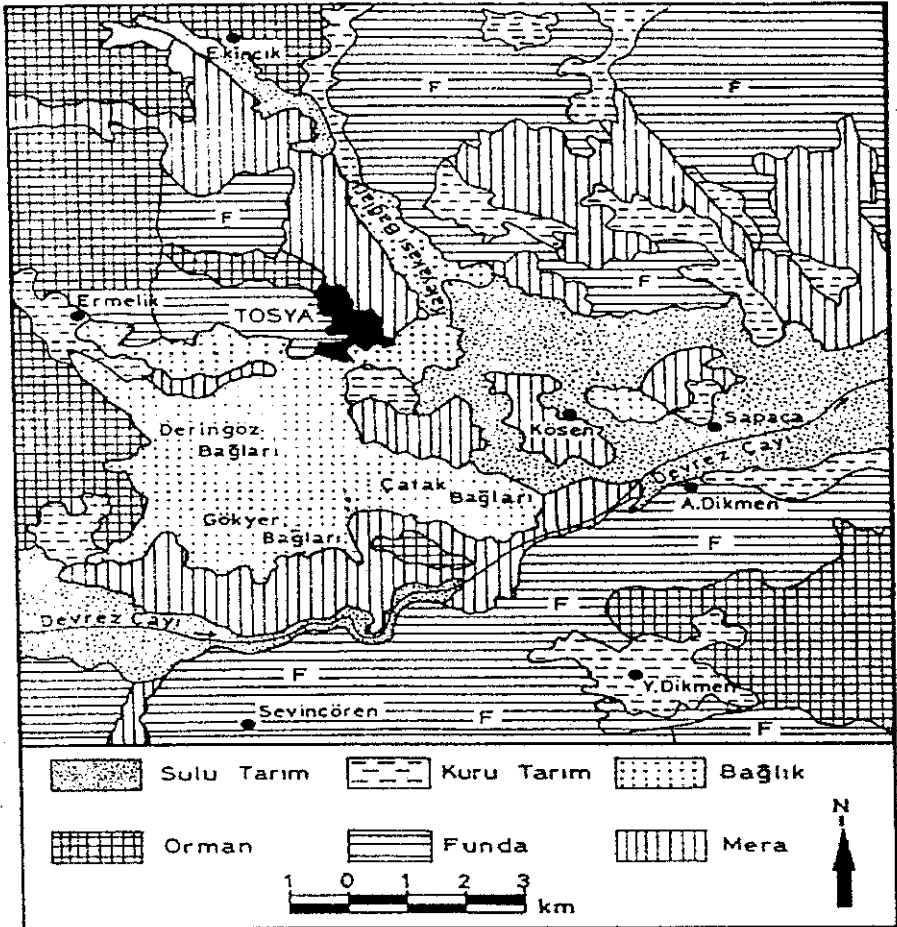 Ekincik
F
F
F
Kalearkası Bağları
F
Ermelik
TOSYA
Deringöz
Bağları
Kösen
Sapaca
Devrez Çayı
Çatak
Bağları
A.Dikmen
Gökyer
Bağları
F
F
Devrez Çayı
F
Y.Dikmen
Sevincören
F
F
Sulu Tarım
Kuru Tarım
Bağlık
Orman
Funda
Mera
N
1 0 1 2 3
km